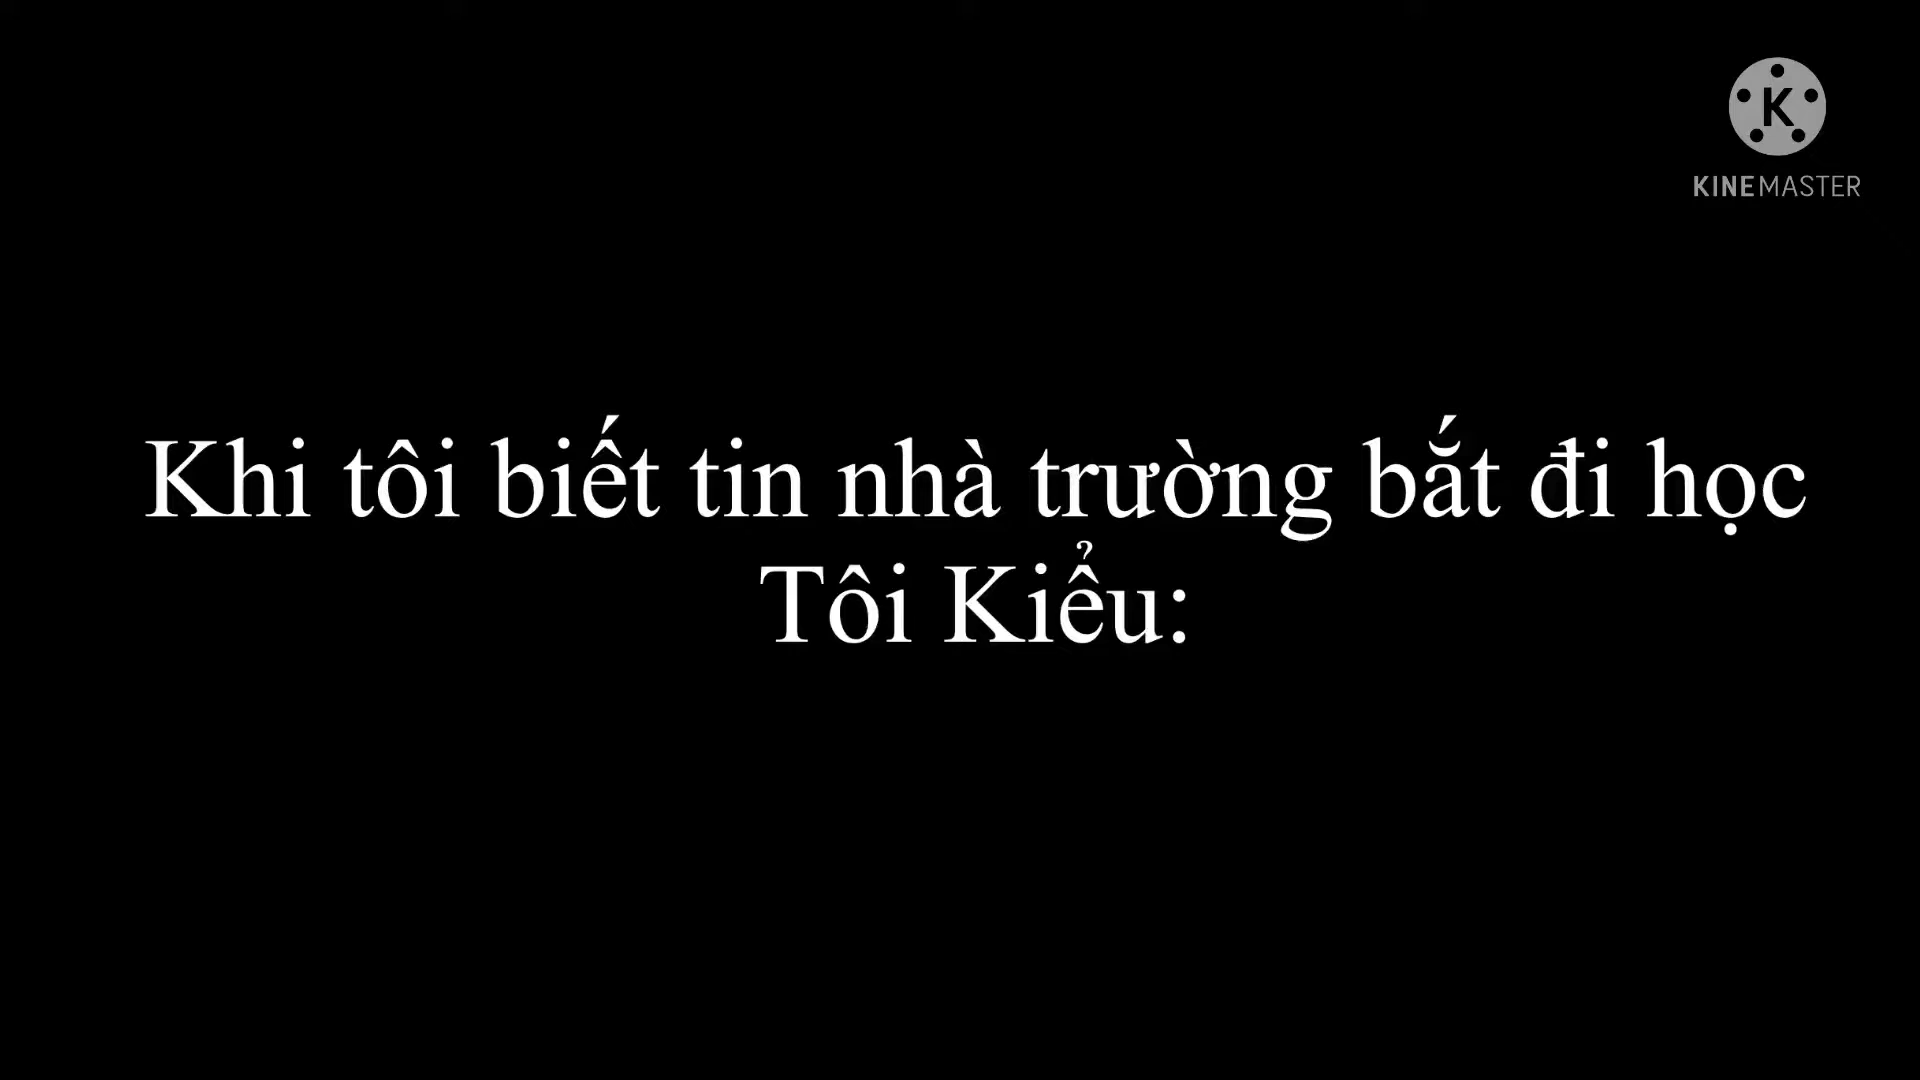 K
KINEMASTER
Khi tôi biết tin nhà trường bắt đi học
Tôi Kiểu: